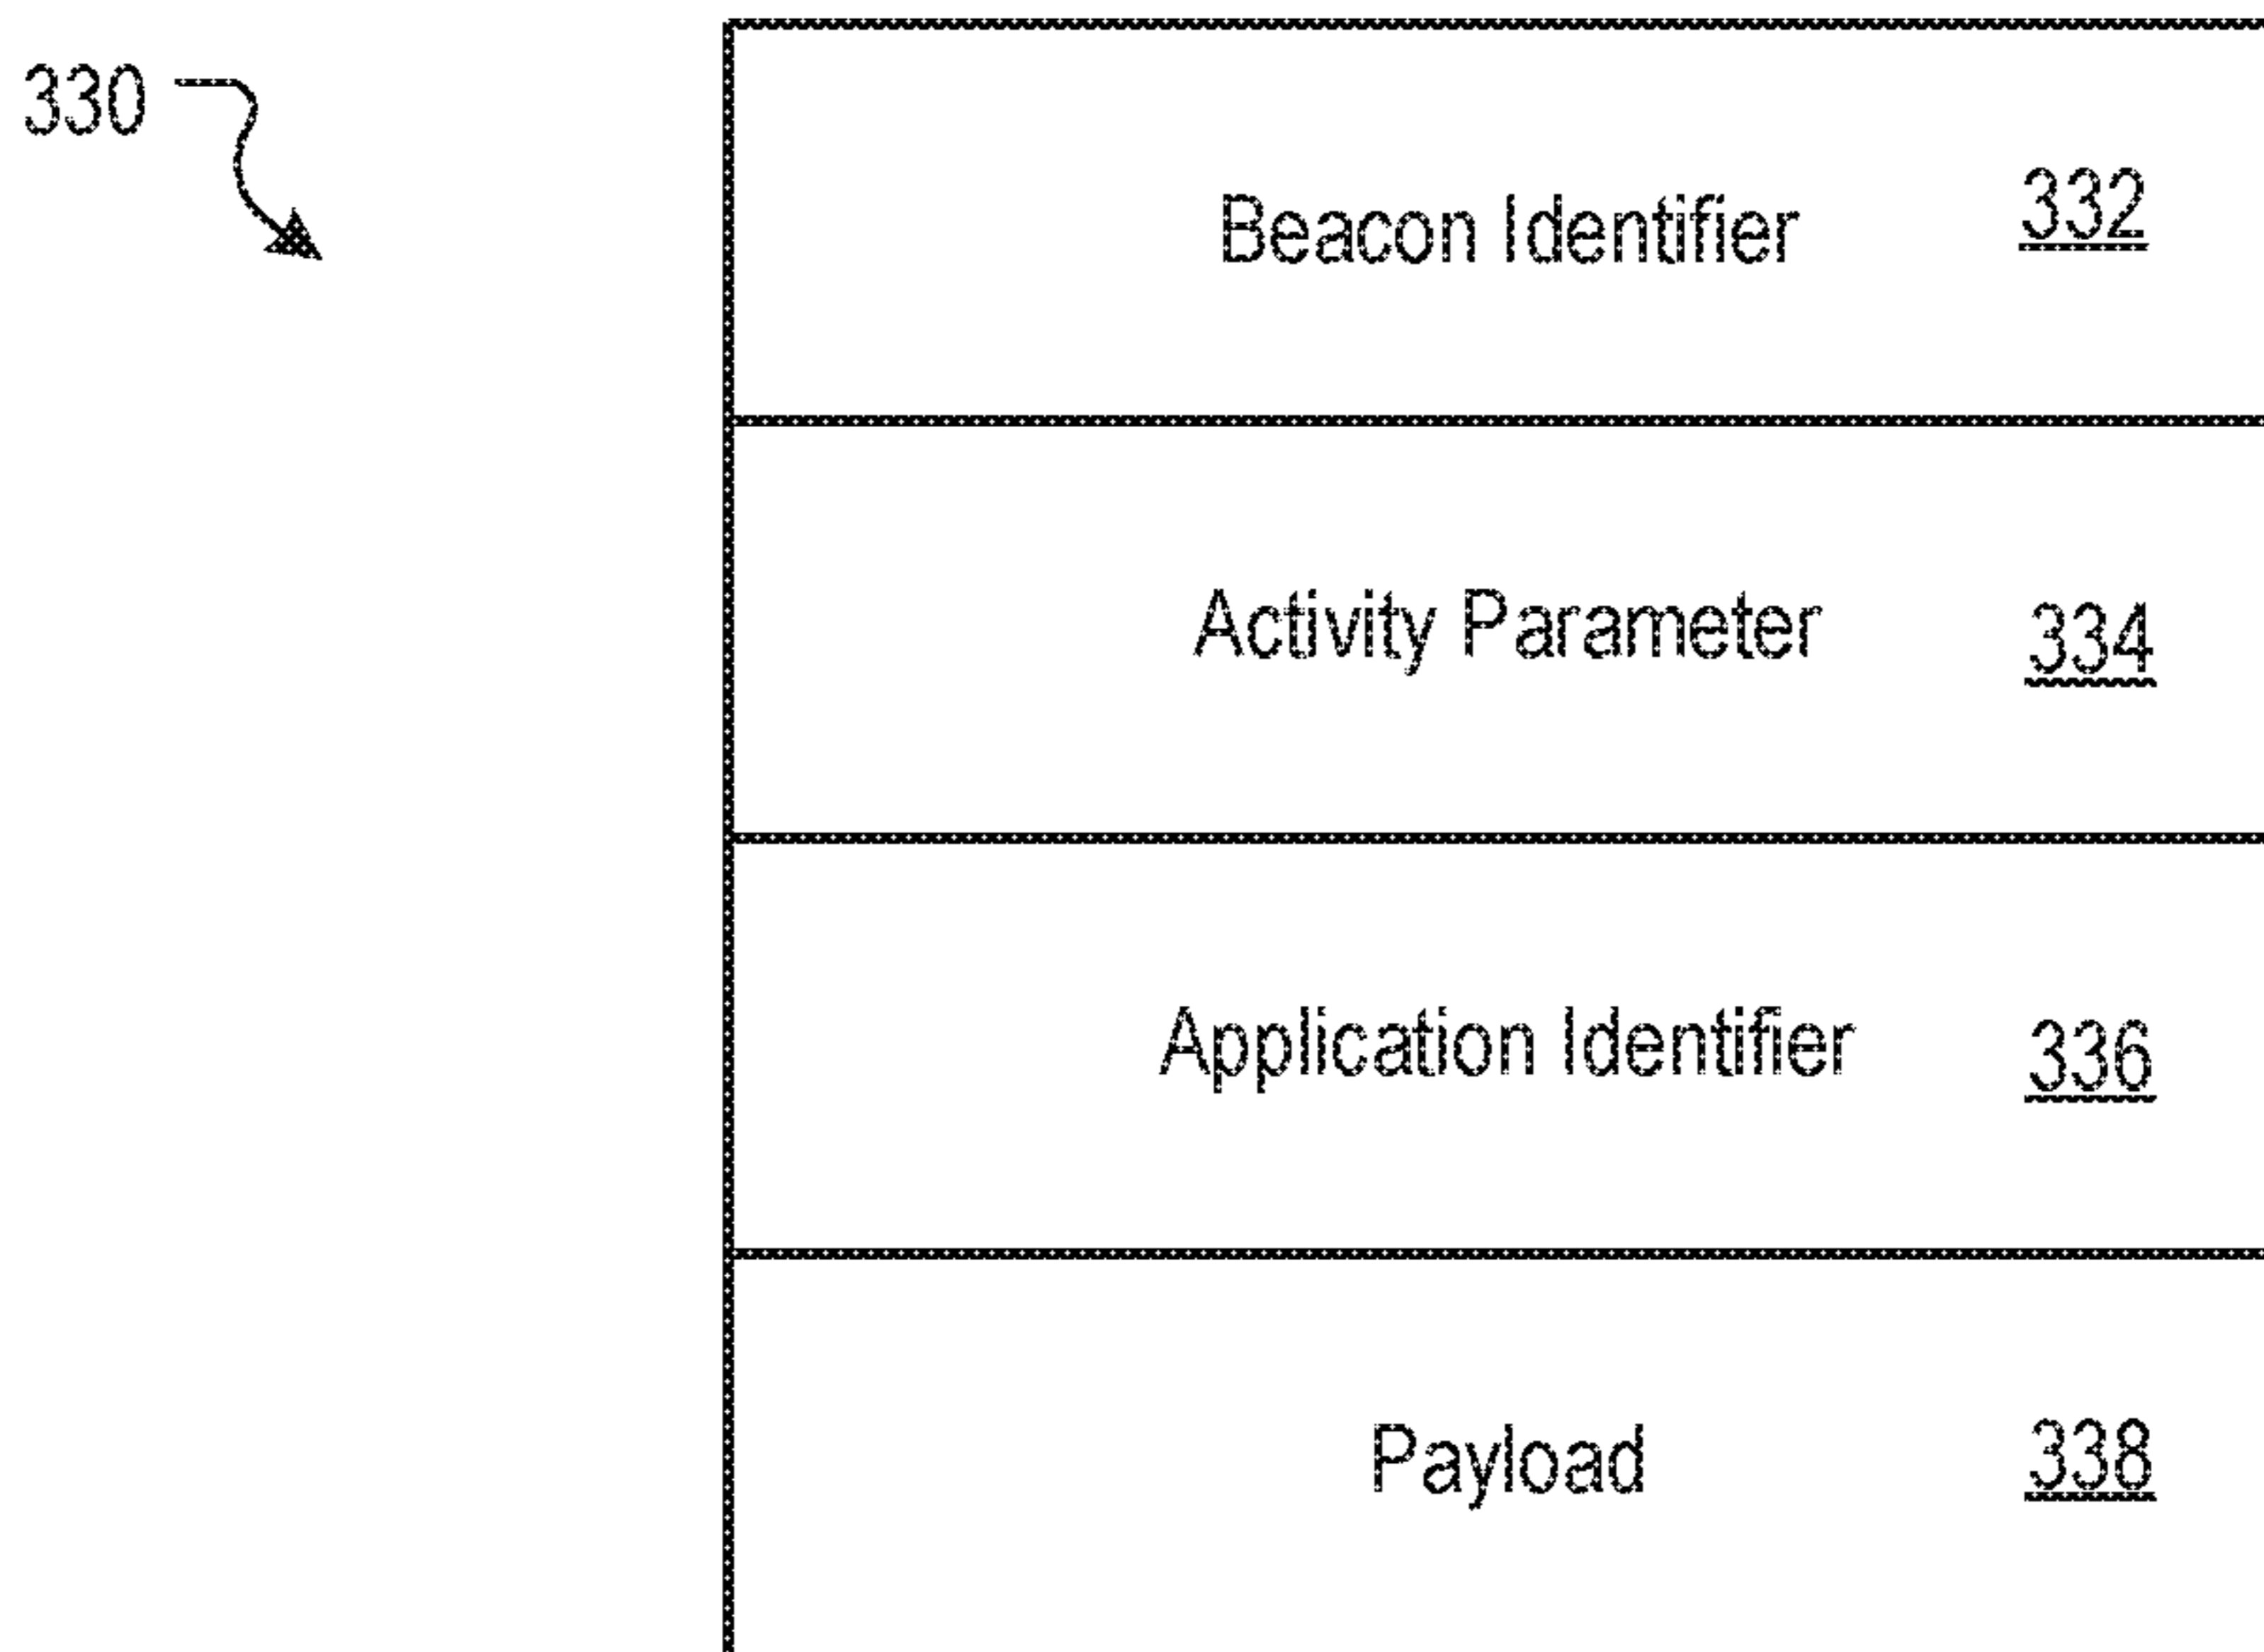 330
Beacon Identifier 332
Activity Parameter 334
Application Identifier 336
Payload 338